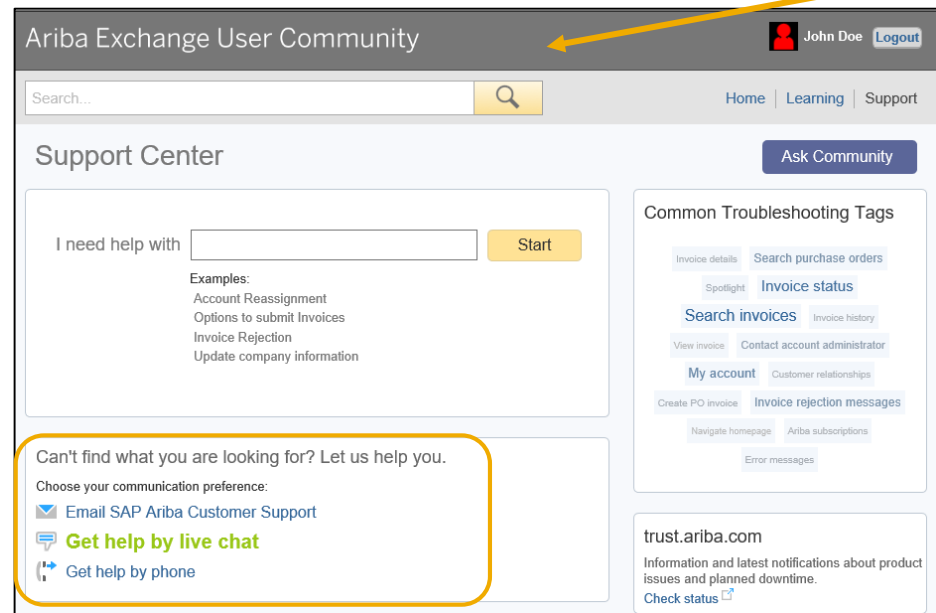 Ariba Exchange User Community
John Doe Logout
Search...
Home Learning Support
Support Center
Ask Community
I need help with
Start
Examples:
Account Reassignment
Options to submit Invoices
Invoice Rejection
Update company information
Common Troubleshooting Tags
Invoice details Search purchase orders
Spotlight Invoice status
Search invoices Invoice history
View invoice Contact account administrator
My account Customer relationships
Create PO invoice Invoice rejection messages
Navigate homepage Ariba subscriptions
Error messages
Can't find what you are looking for? Let us help you.
Choose your communication preference:
Email SAP Ariba Customer Support
Get help by live chat
Get help by phone
trust.ariba.com
Information and latest notifications about product
issues and planned downtime.
Check status